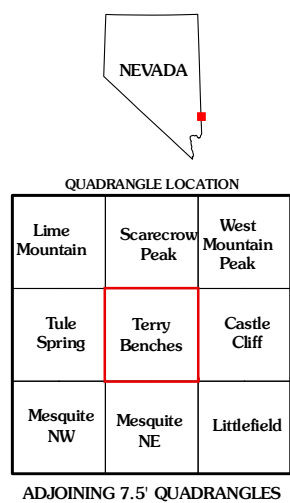 NEVADA
QUADRANGLE LOCATION
Lime
Mountain
Scarecrow
Peak
West
Mountain
Peak
Tule
Spring
Terry
Benches
Castle
Cliff
Mesquite
NW
Mesquite
NE
Littlefield
ADJOINING 7.5' QUADRANGLES